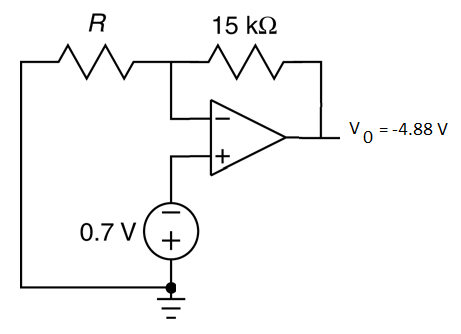 R
15 kΩ
−
+
V0 = -4.88 V
0.7 V
−
+